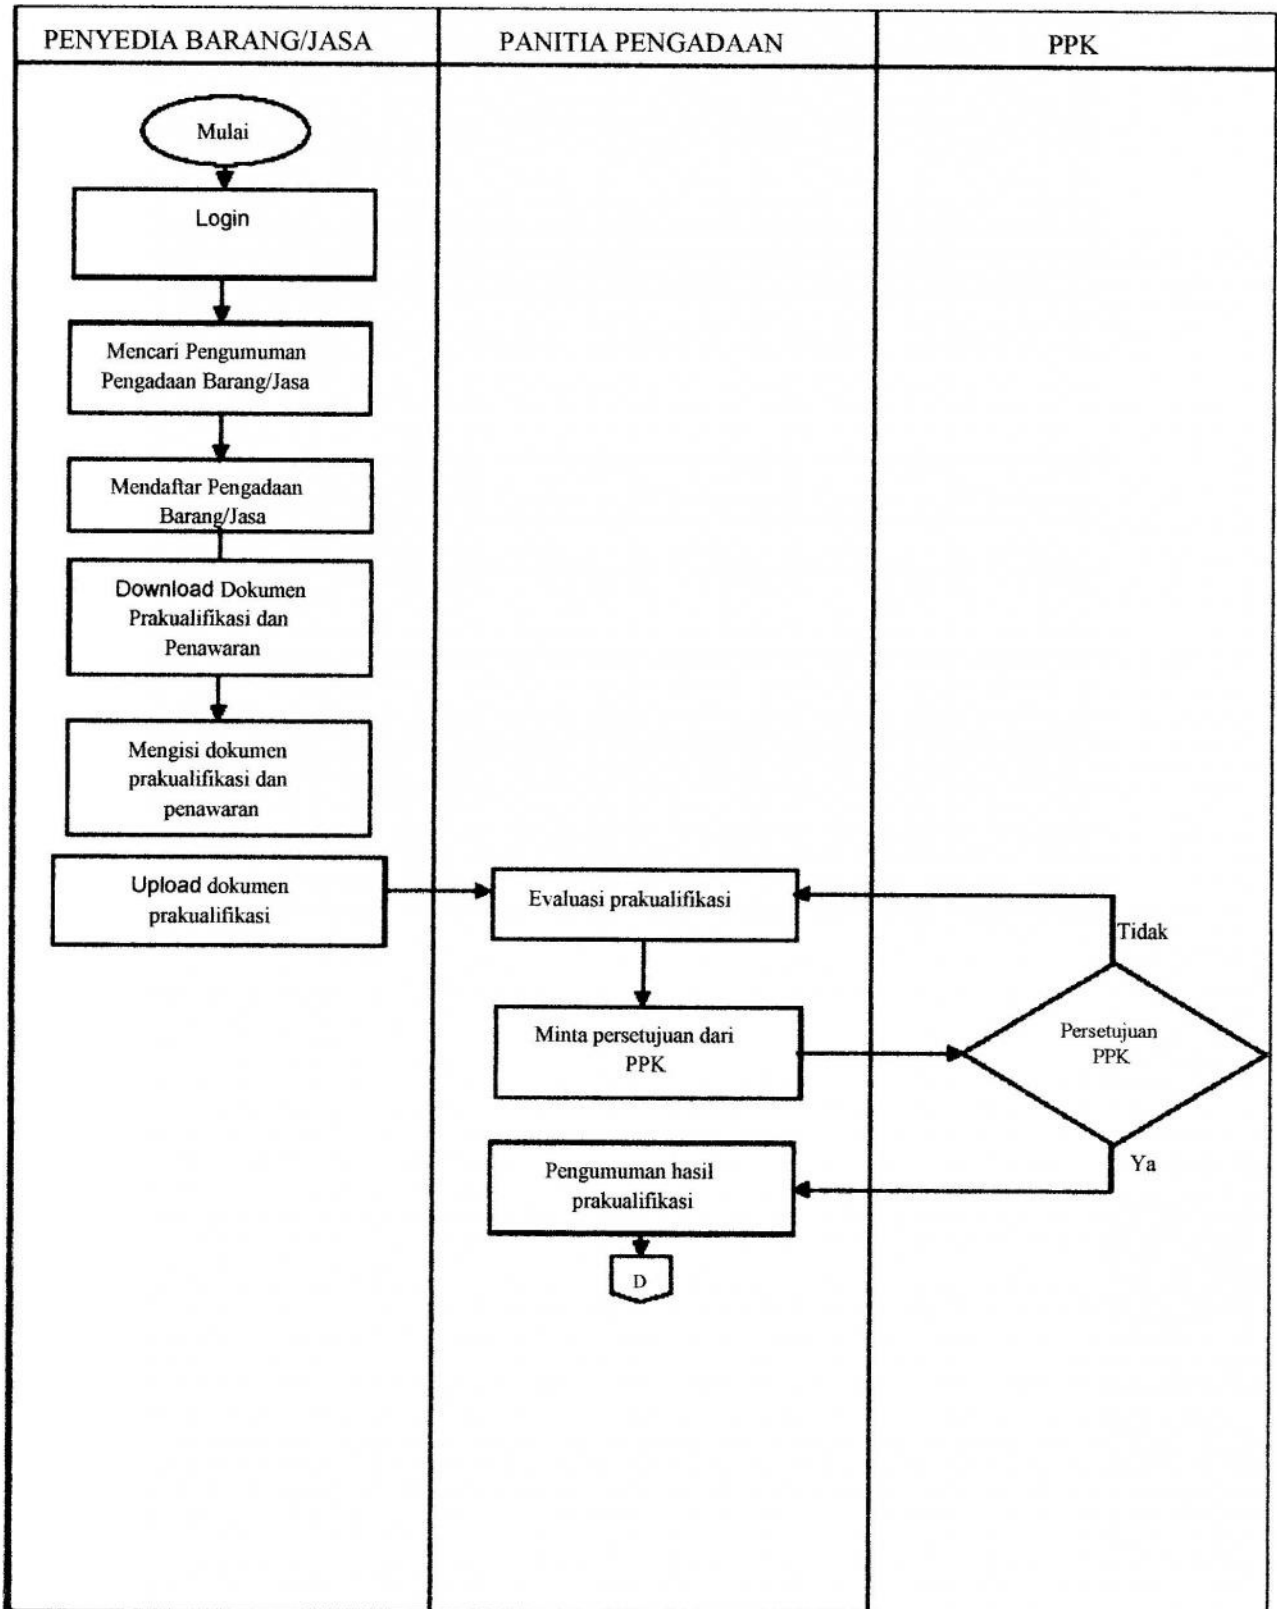 PENYEDIA BARANG/JASA
PANITIA PENGADAAN
PPK
Mulai
Login
Mencari Pengumuman
Pengadaan Barang/Jasa
Mendaftar Pengadaan
Barang/Jasa
Download Dokumen
Prakualifikasi dan
Penawaran
Mengisi dokumen
prakualifikasi dan
penawaran
Upload dokumen
prakualifikasi
Evaluasi prakualifikasi
Tidak
Minta persetujuan dari
PPK
Persetujuan
PPK
Ya
Pengumuman hasil
prakualifikasi
D